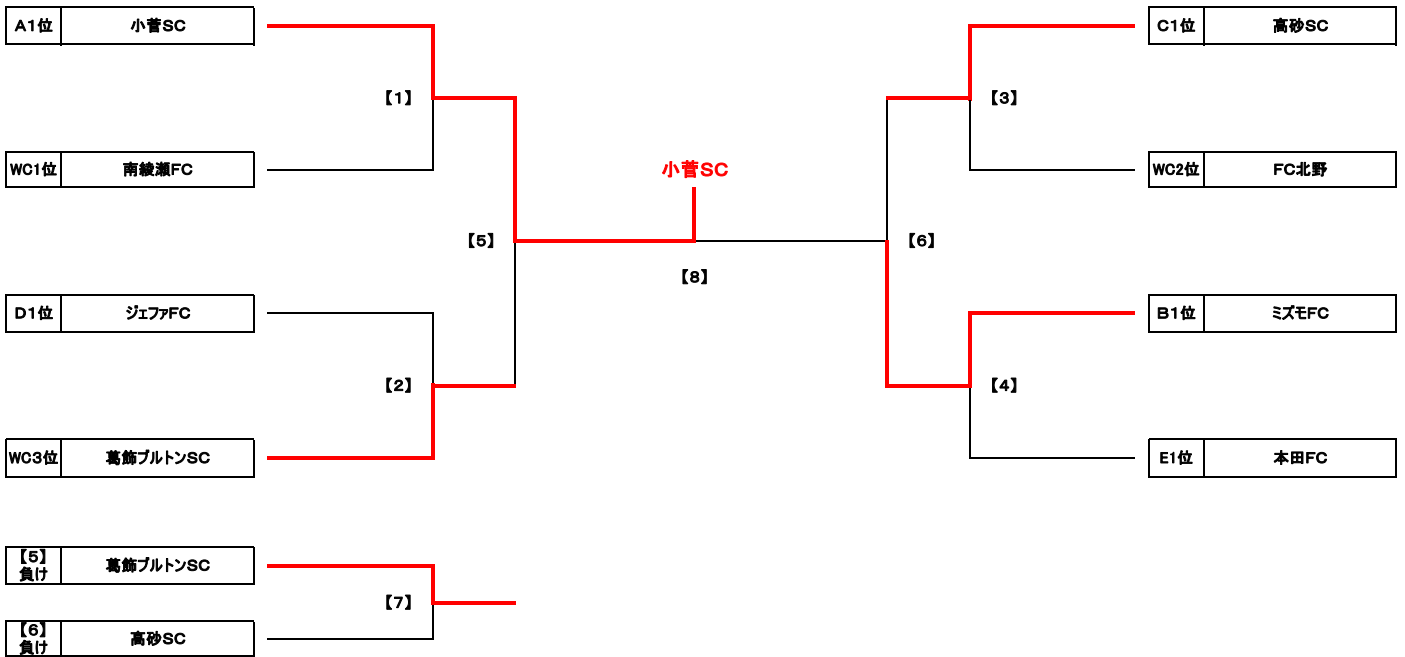 A1位 小菅SC
C1位 高砂SC
【1】
【3】
WC1位 南綾瀬FC
小菅SC
WC2位 FC北野
【5】
【6】
【8】
D1位 ジェファFC
B1位 ミズモFC
【2】
【4】
WC3位 葛飾ブルトンSC
E1位 本田FC
【5】
負け
葛飾ブルトンSC
【7】
【6】
負け
高砂SC